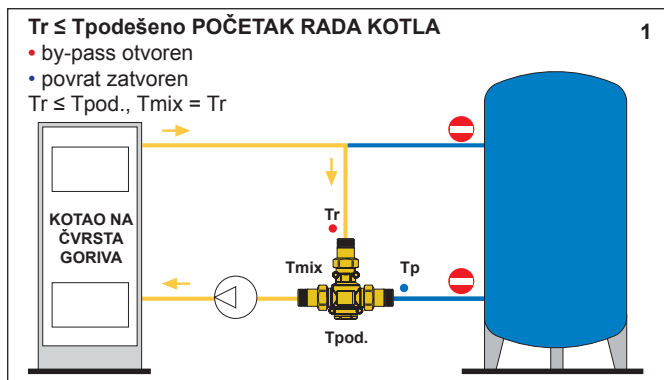 Tr ≤ Tpodešeno POČETAK RADA KOTLA
1
• by-pass otvoren
• povrat zatvoren
Tr ≤ Tpod., Tmix = Tr
KOTAO NA
ČVRSTA
GORIVA
Tr
Tmix
Tp
Tpod.